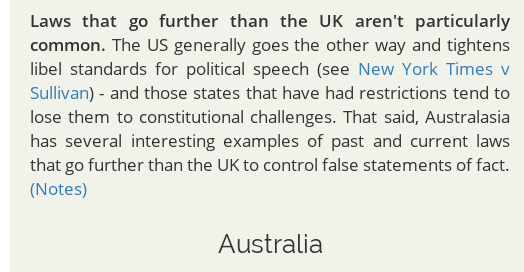 Laws that go further than the UK aren't particularly
common. The US generally goes the other way and tightens
libel standards for political speech (see New York Times v
Sullivan) - and those states that have had restrictions tend to
lose them to constitutional challenges. That said, Australasia
has several interesting examples of past and current laws
that go further than the UK to control false statements of fact.
(Notes)
Australia